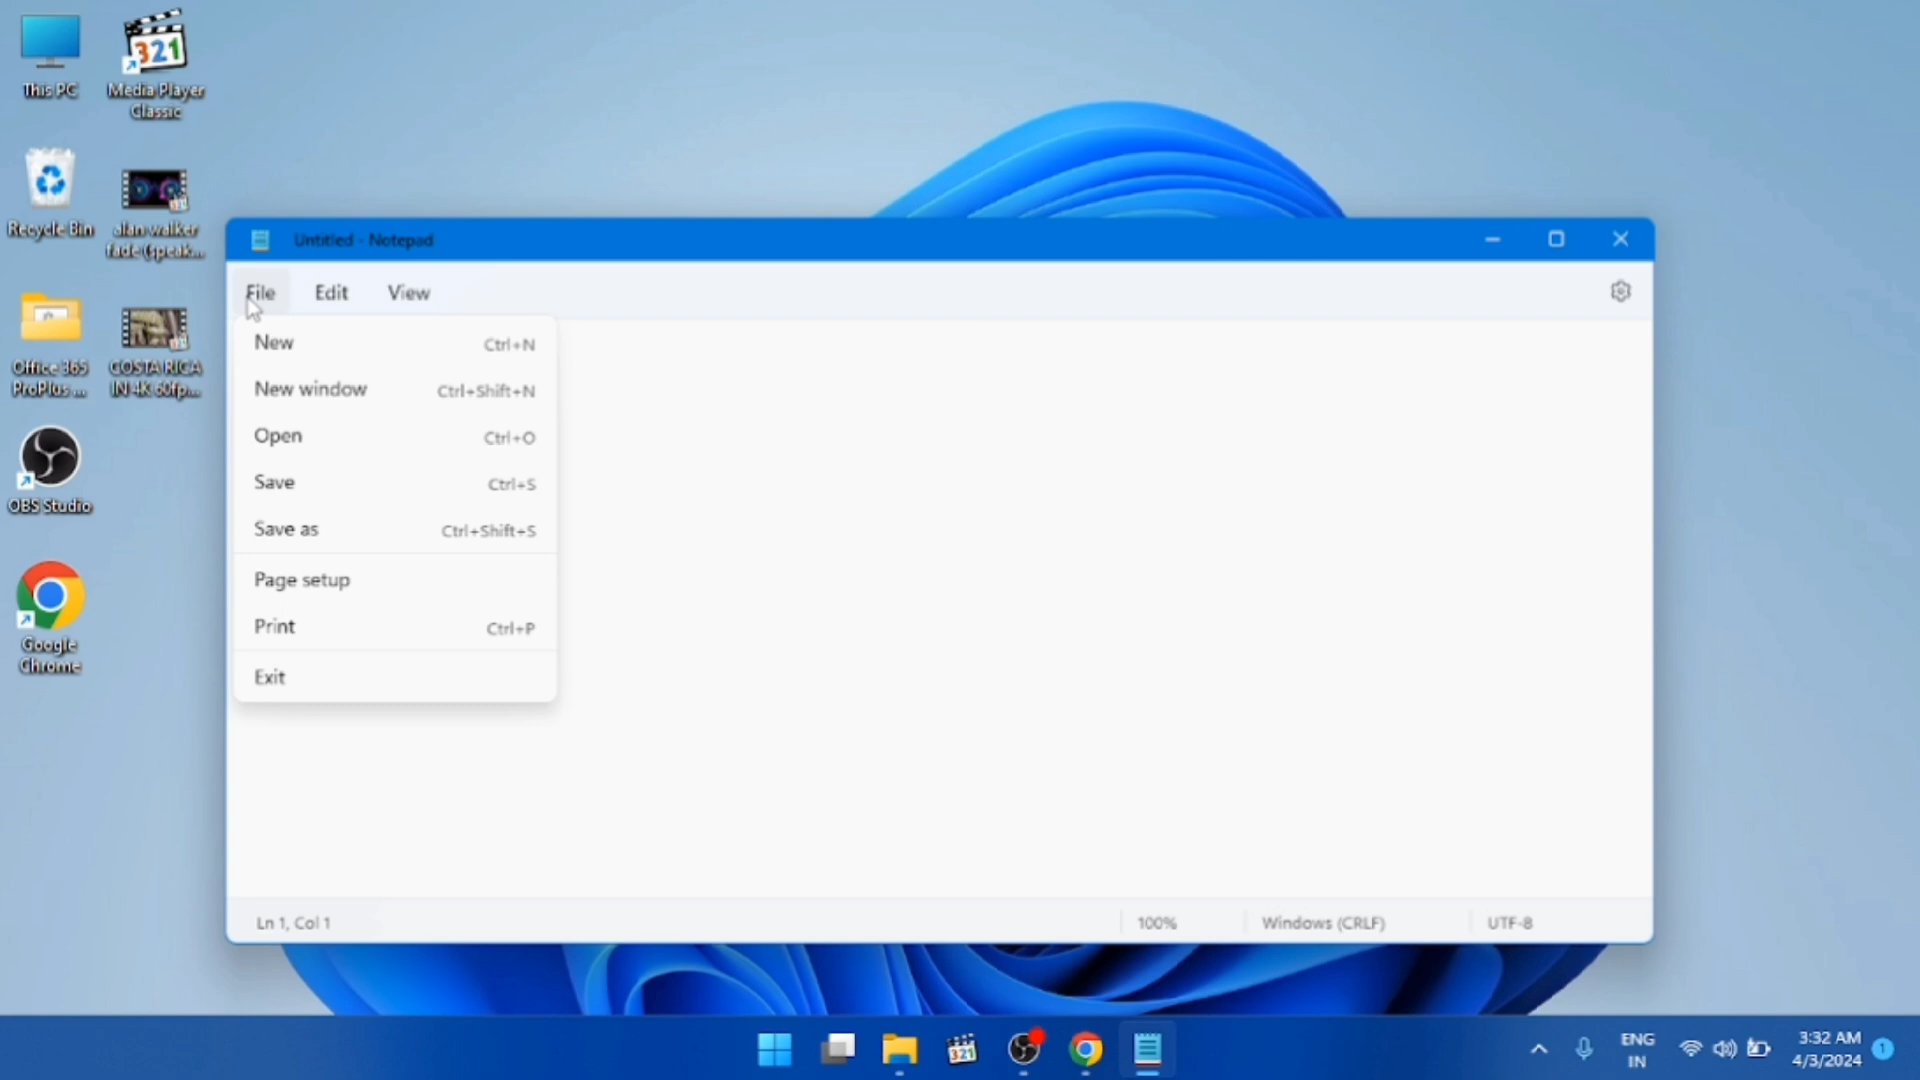 This PC
Media Player
Classic
321
Recycle Bin
alan walker
fade (speak...
Office 365
ProPlus ...
COSTA RICA
IN 4K 60fp...
OBS Studio
Google
Chrome
Untitled - Notepad
File Edit View
New Ctrl+N
New window Ctrl+Shift+N
Open Ctrl+O
Save Ctrl+S
Save as Ctrl+Shift+S
Page setup
Print Ctrl+P
Exit
Ln 1, Col 1 100% Windows (CRLF) UTF-8
321
ENG
IN
3:32 AM
4/3/2024
1